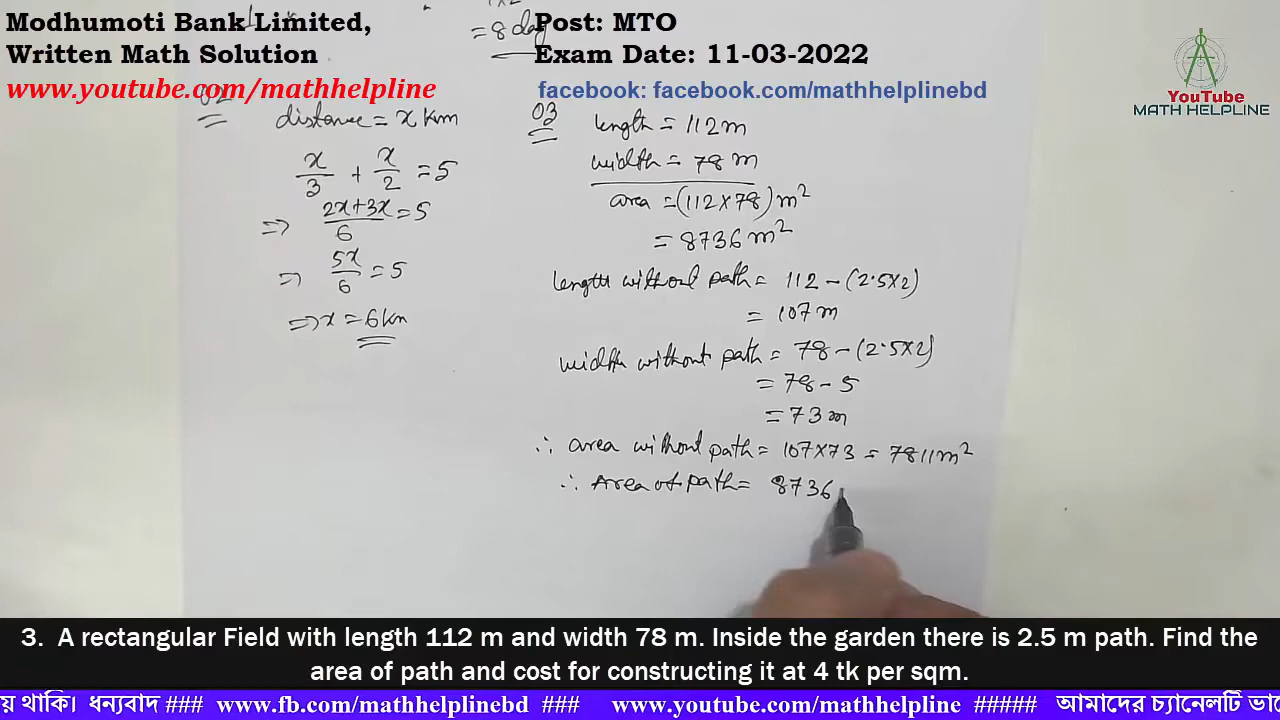 Modhumoti Bank Limited,
Written Math Solution
www.youtube.com/mathhelpline
Post: MTO
Exam Date: 11-03-2022
facebook: facebook.com/mathhelplinebd
YouTube
MATH HELPLINE
= 8 day
02
distance = x km
x/3 + x/2 = 5
⇒ 2x+3x/6 = 5
⇒ 5x/6 = 5
⇒ x = 6 km
03
length = 112 m
width = 78 m
area = (112×78) m²
= 8736 m²
length without path = 112 - (2.5×2)
= 107 m
width without path = 78 - (2.5×2)
= 78 - 5
= 73 m
∴ area without path = 107×73 = 7811 m²
∴ Area of path = 8736
3. A rectangular Field with length 112 m and width 78 m. Inside the garden there is 2.5 m path. Find the
area of path and cost for constructing it at 4 tk per sqm.
থাকি। ধন্যবাদ ### www.fb.com/mathhelplinebd ### www.youtube.com/mathhelpline ##### আমাদের চ্যানেলটি